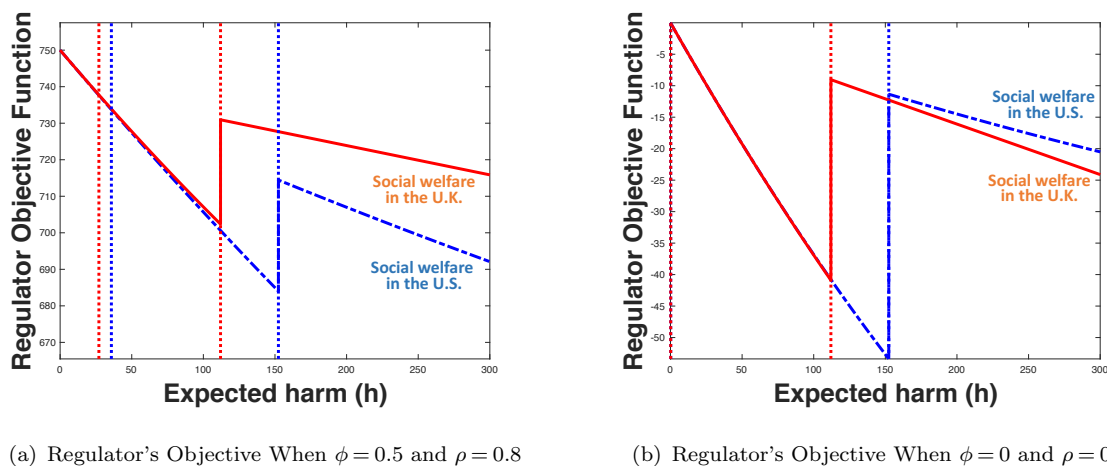 Regulator Objective Function
750
740
730
720
710
700
690
680
670
0
50
100
150
200
250
300
Expected harm (h)
Social welfare
in the U.K.
Social welfare
in the U.S.
(a) Regulator's Objective When ϕ = 0.5 and ρ = 0.8
Regulator Objective Function
-5
-10
-15
-20
-25
-30
-35
-40
-45
-50
0
50
100
150
200
250
300
Expected harm (h)
Social welfare
in the U.S.
Social welfare
in the U.K.
(b) Regulator's Objective When ϕ = 0 and ρ = 0